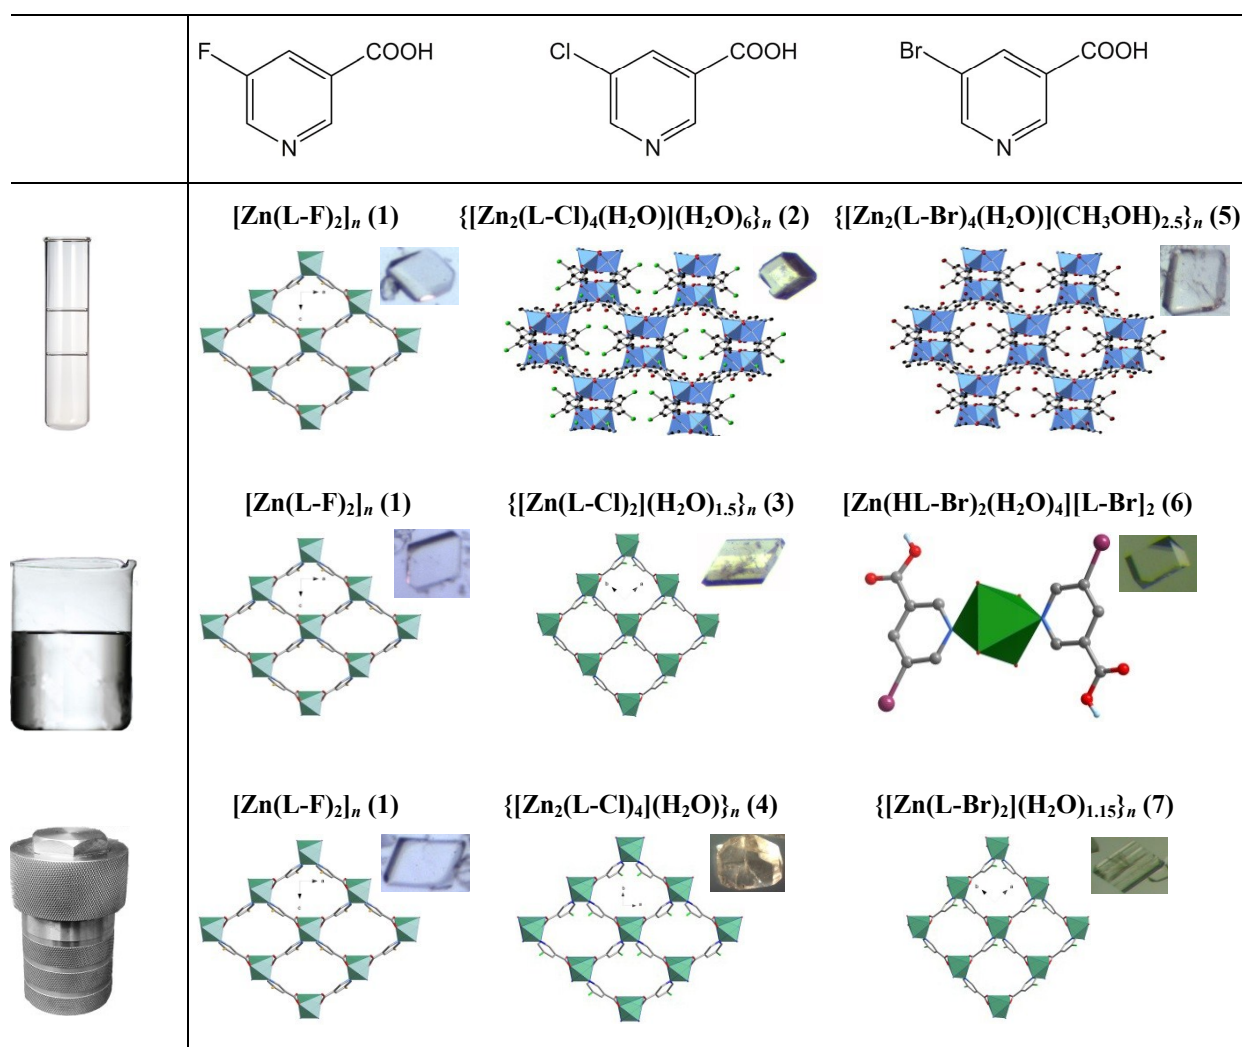 F COOH Cl COOH Br COOH
N N N
[Zn(L-F)2]n (1) {[Zn2(L-Cl)4(H2O)](H2O)6}n (2) {[Zn2(L-Br)4(H2O)](CH3OH)2.5}n (5)
a
c
[Zn(L-F)2]n (1) {[Zn(L-Cl)2](H2O)1.5}n (3) [Zn(HL-Br)2(H2O)4][L-Br]2 (6)
a b a
c
[Zn(L-F)2]n (1) {[Zn2(L-Cl)4](H2O)}n (4) {[Zn(L-Br)2](H2O)1.15}n (7)
a b a b a
c